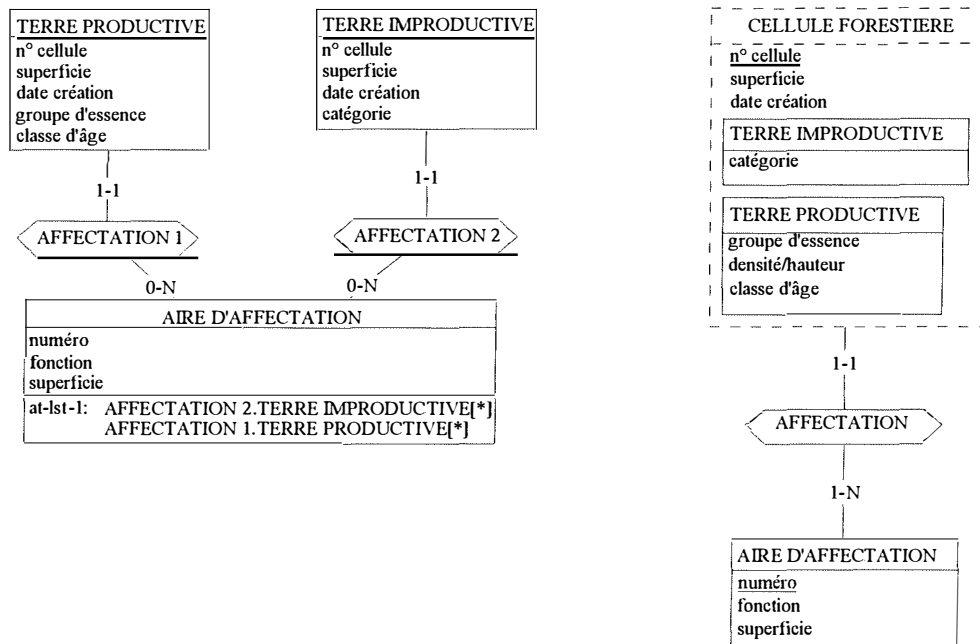 TERRE PRODUCTIVE
n° cellule
superficie
date création
groupe d'essence
classe d'âge
TERRE IMPRODUCTIVE
n° cellule
superficie
date création
catégorie
1-1
1-1
AFFECTATION 1
AFFECTATION 2
0-N
0-N
AIRE D'AFFECTATION
numéro
fonction
superficie
at-lst-1: AFFECTATION 2.TERRE IMPRODUCTIVE[*]
AFFECTATION 1.TERRE PRODUCTIVE[*]
CELLULE FORESTIERE
n° cellule
superficie
date création
TERRE IMPRODUCTIVE
catégorie
TERRE PRODUCTIVE
groupe d'essence
densité/hauteur
classe d'âge
1-1
AFFECTATION
1-N
AIRE D'AFFECTATION
numéro
fonction
superficie